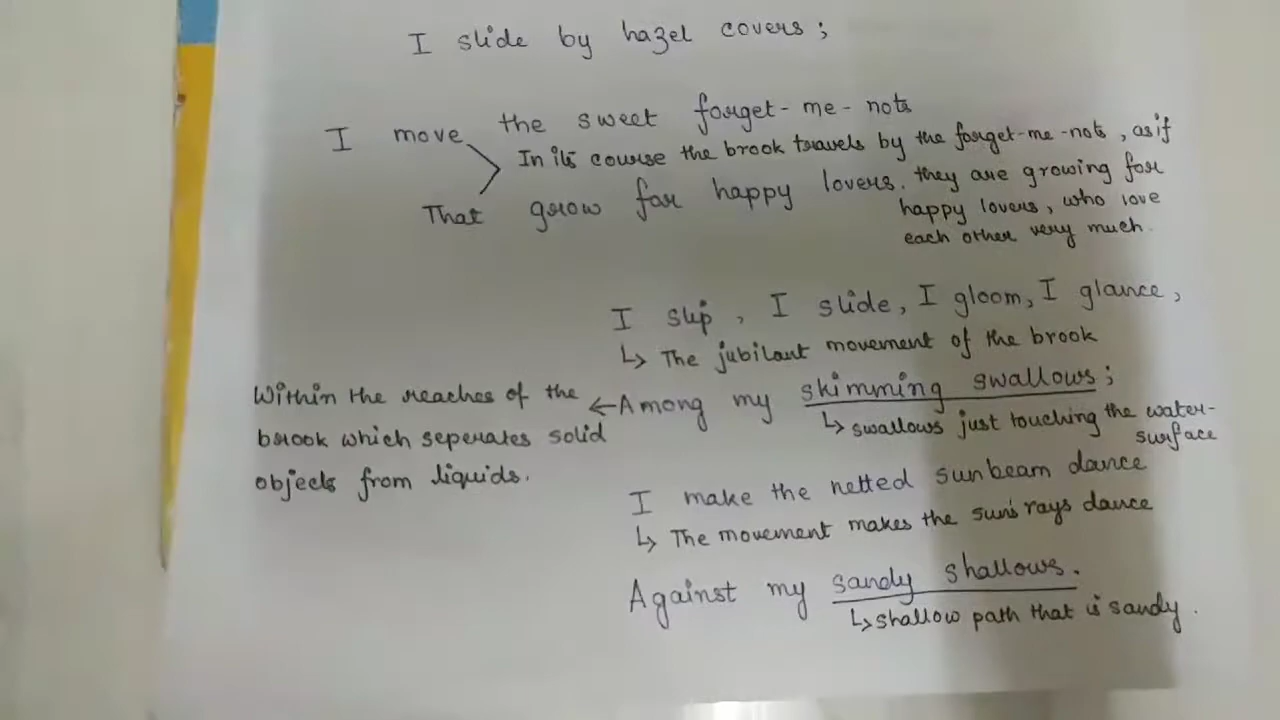 I slide by hazel covers;
I move the sweet forget-me-nots
In its course the brook travels by the forget-me-nots, as if
That grow for happy lovers. they are growing for
happy lovers, who love
each other very much.
I slip, I slide, I gloom, I glance,
↳ The jubilant movement of the brook
Within the reaches of the ← Among my skimming swallows;
brook which seperates solid ↳ swallows just touching the water-
surface
objects from liquids.
I make the netted sunbeam dance
↳ The movement makes the sun's rays dance
Against my sandy shallows.
↳ shallow path that is sandy.